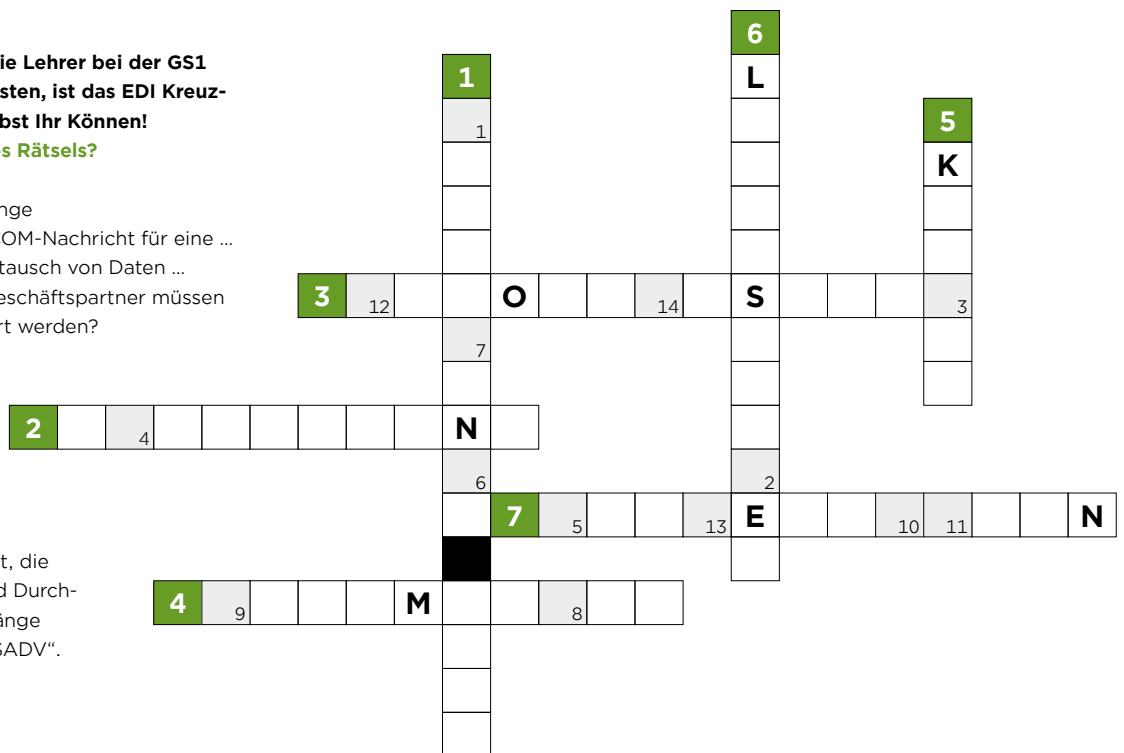 ie Lehrer bei der GS1
sten, ist das EDI Kreuz-
bst Ihr Können!
es Rätsels?
nge
COM-Nachricht für eine ...
tausch von Daten ...
eschäftspartner müssen
rt werden?
t, die
d Durch-
änge
SADV“.
6
1
L
1
5
K
3
12
O
14
S
3
7
2
4
N
6
2
7
5
13
E
10
11
N
4
9
M
8